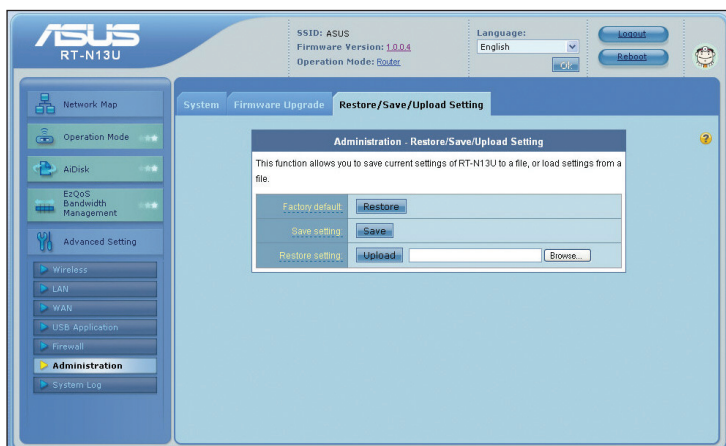 ASUS
RT-N13U
SSID: ASUS
Firmware Version: 1.0.0.4
Operation Mode: Router
Language:
English
OK
Logout
Reboot
Network Map
Operation Mode
AiDisk
EzQoS
Bandwidth
Management
Advanced Setting
Wireless
LAN
WAN
USB Application
Firewall
Administration
System Log
System
Firmware Upgrade
Restore/Save/Upload Setting
Administration - Restore/Save/Upload Setting
This function allows you to save current settings of RT-N13U to a file, or load settings from a
file.
Factory default: Restore
Save setting: Save
Restore setting: Upload Browse...
?